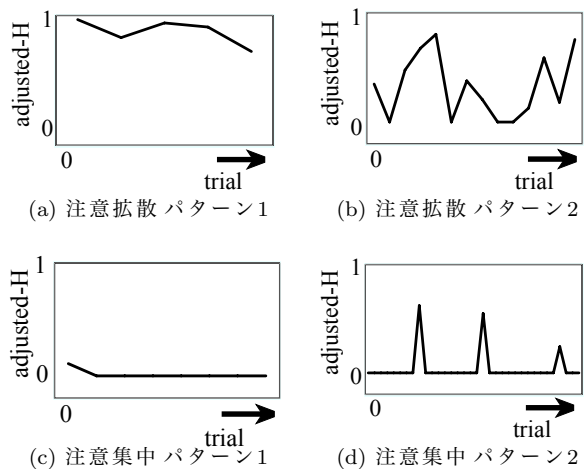 1
adjusted-H
0
0
trial
(a) 注意拡散 パターン1
1
adjusted-H
0
0
trial
(b) 注意拡散 パターン2
1
adjusted-H
0
0
trial
(c) 注意集中 パターン1
1
adjusted-H
0
0
trial
(d) 注意集中 パターン2